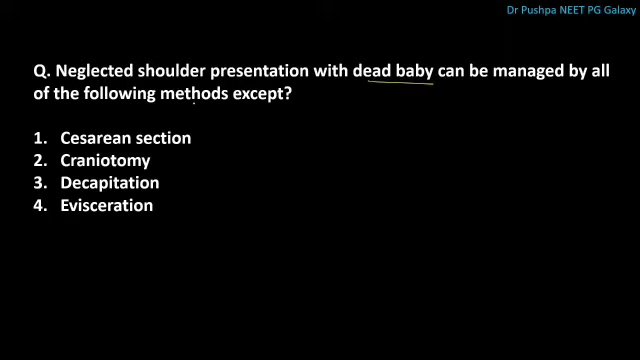 Dr Pushpa NEET PG Galaxy
Q. Neglected shoulder presentation with dead baby can be managed by all
of the following methods except?
1. Cesarean section
2. Craniotomy
3. Decapitation
4. Evisceration